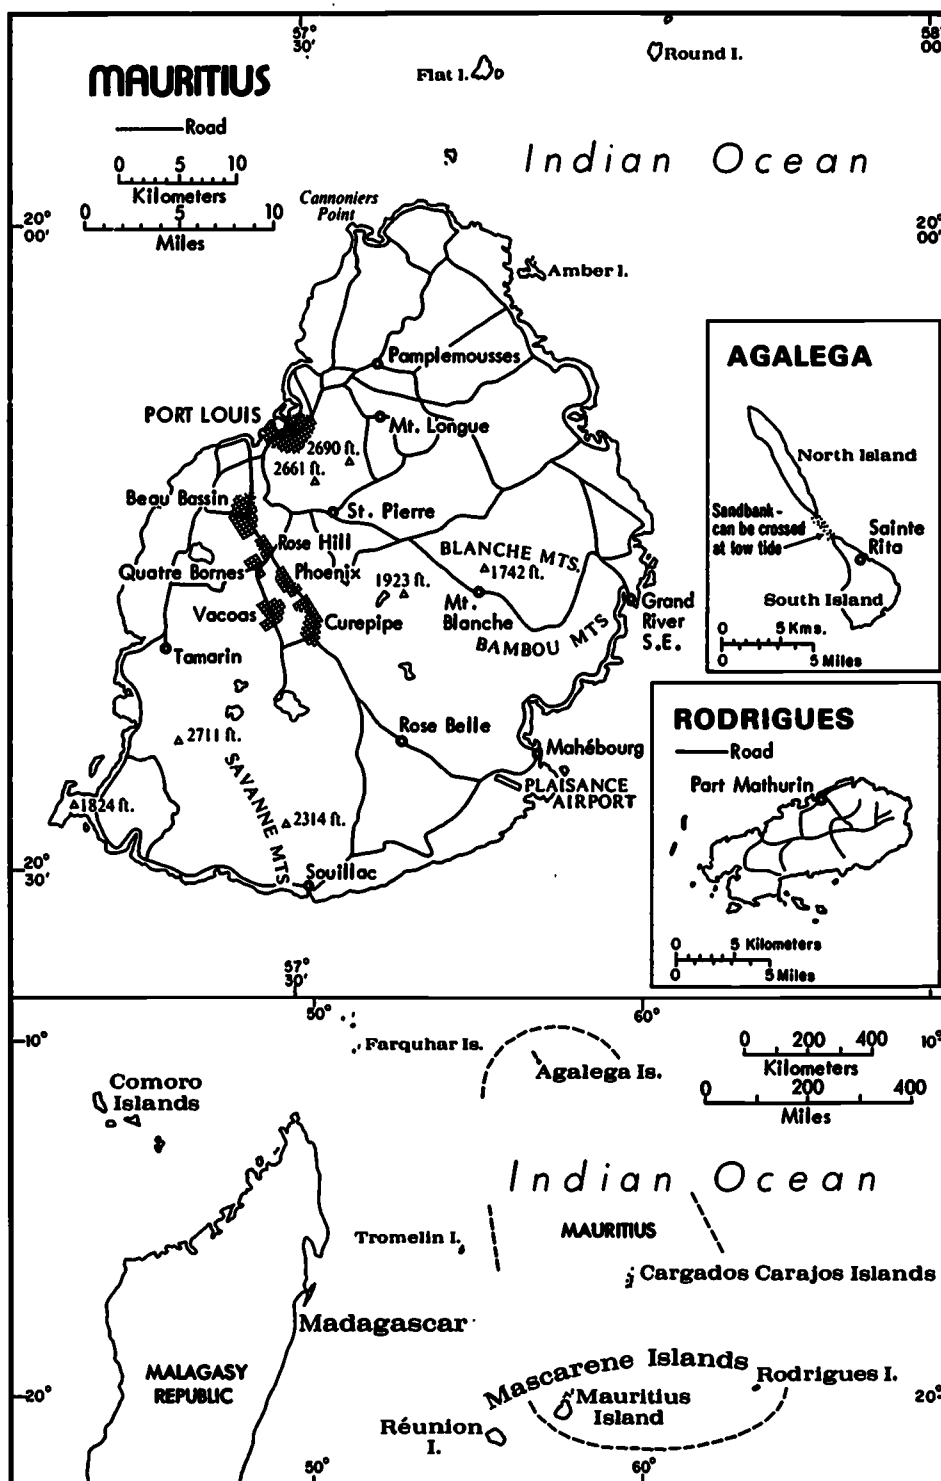 57°
30'
58°
00'
MAURITIUS
Road
0 5 10
Kilometers
0 5 10
Miles
Flat I.
Round I.
Indian Ocean
Cannoniers
Point
20°
00'
20°
00'
Amber I.
Pamplemousses
PORT LOUIS
Mt. Longue
2690 ft.
2661 ft.
Beau Bassin
St. Pierre
Rose Hill
BLANCHE MTS.
Quatre Bornes
Phoenix
1923 ft.
1742 ft.
Vacoas
Curepipe
Mt.
Blanche
Grand
River
S.E.
BAMBOU MTS
Tamarin
Rose Belle
Mahébourg
2711 ft.
PLAISANCE
AIRPORT
SAVANNE MTS
1824 ft.
2314 ft.
20°
30'
Souillac
57°
30'
AGALEGA
North Island
Sandbank -
can be crossed
at low tide
Sainte
Rita
South Island
0 5 Kms.
0 5 Miles
RODRIGUES
Road
Part Mathurin
0 5 Kilometers
0 5 Miles
50°
60°
10°
10°
Farquhar Is.
Agalega Is.
0 200 400
Kilometers
0 200 400
Miles
Comoro
Islands
Indian Ocean
MAURITIUS
Tromelin I.
Cargados Carajos Islands
Madagascar
MALAGASY
REPUBLIC
Mascarene Islands
Rodrigues I.
20°
20°
Mauritius
Island
Réunion
I.
50°
60°